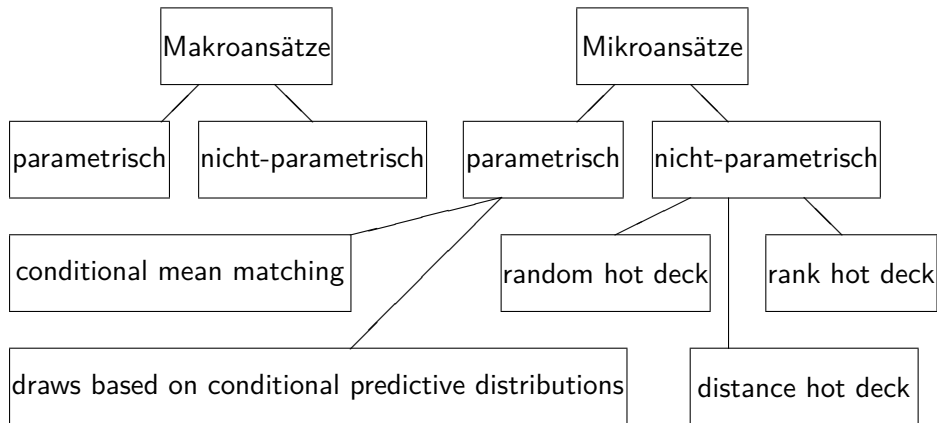 Makroansätze
Mikroansätze
parametrisch
nicht-parametrisch
parametrisch
nicht-parametrisch
conditional mean matching
random hot deck
rank hot deck
draws based on conditional predictive distributions
distance hot deck